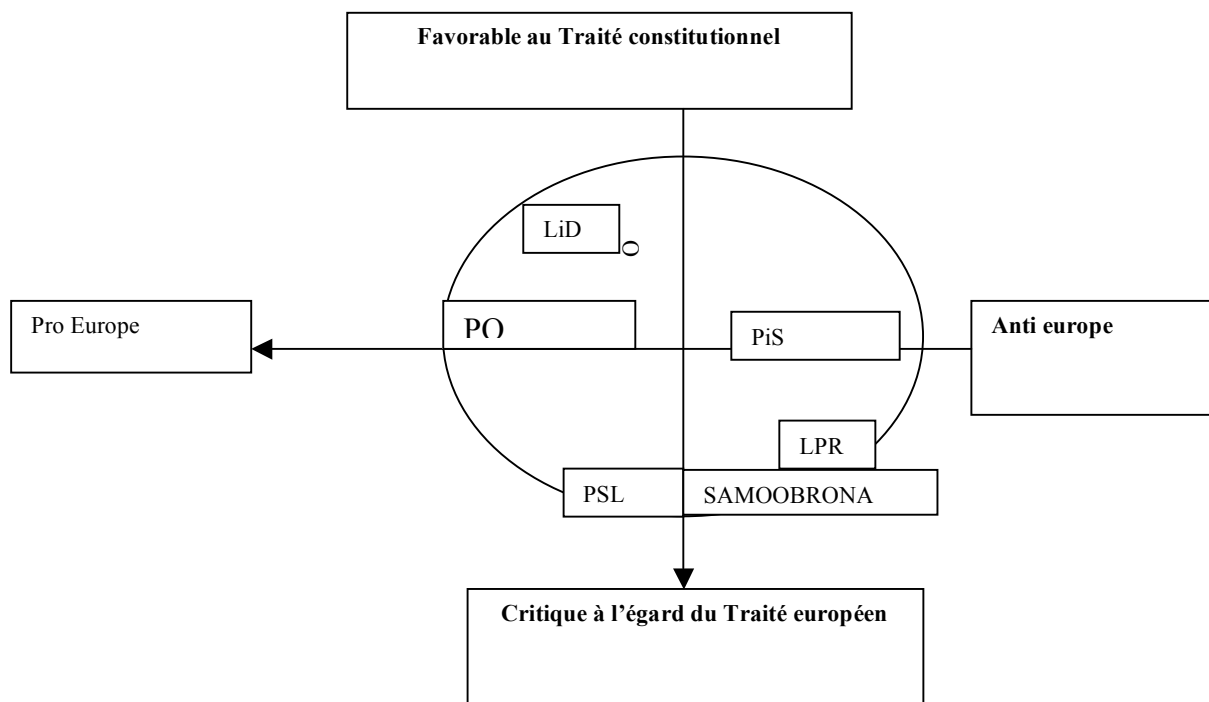 Favorable au Traité constitutionnel
LiD
O
Pro Europe
PO
PiS
Anti europe
LPR
PSL
SAMOOBRONA
Critique à l'égard du Traité européen